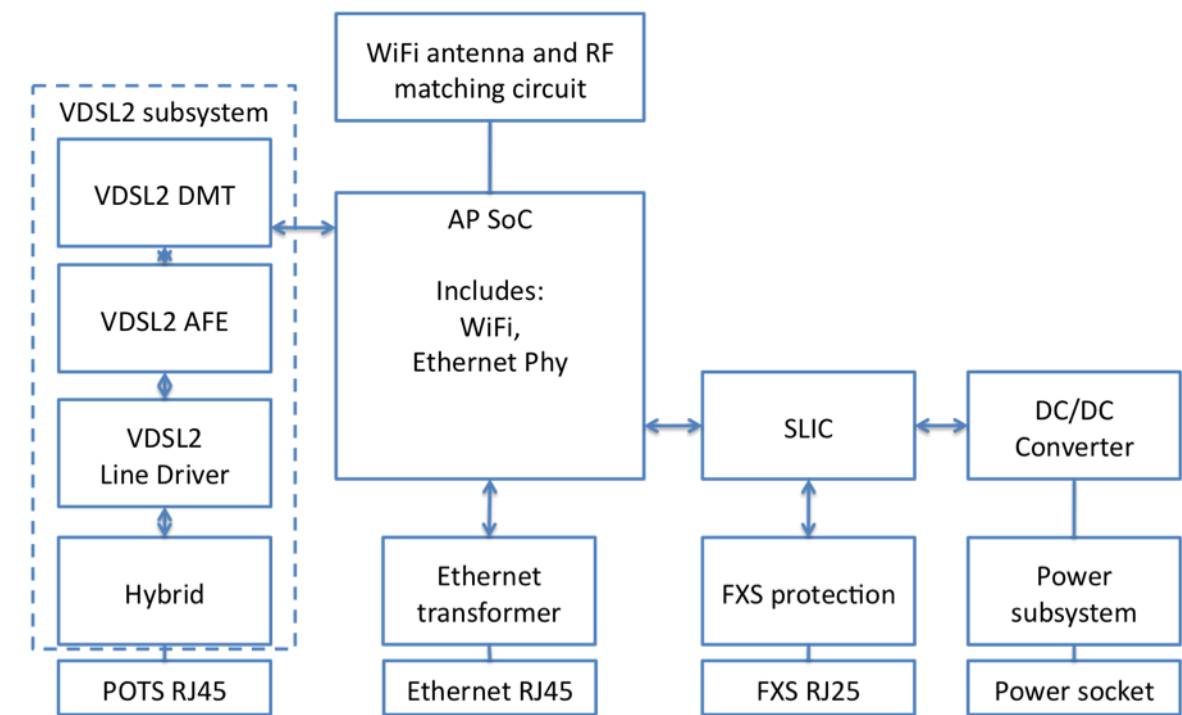 WiFi antenna and RF
matching circuit
VDSL2 subsystem
VDSL2 DMT
VDSL2 AFE
VDSL2
Line Driver
Hybrid
POTS RJ45
AP SoC
Includes:
WiFi,
Ethernet Phy
Ethernet
transformer
Ethernet RJ45
SLIC
FXS protection
FXS RJ25
DC/DC
Converter
Power
subsystem
Power socket